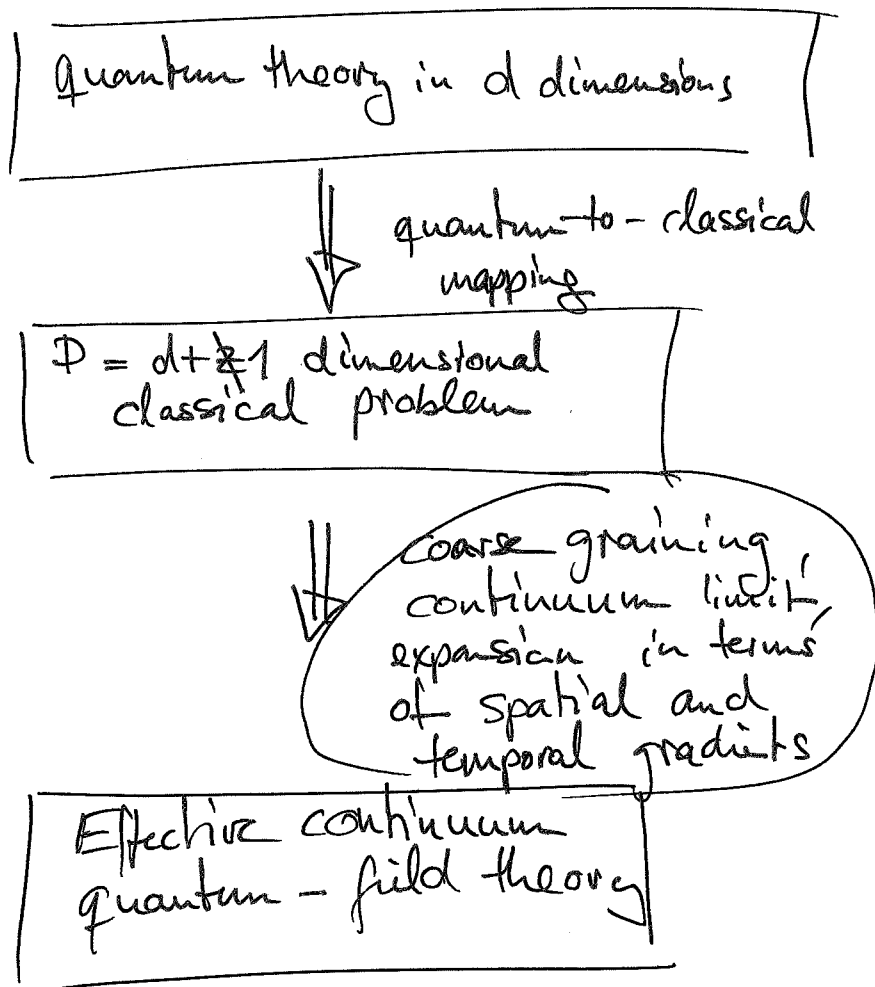 quantum theory in d dimensions
quantum-to-classical
mapping
D = d+1 dimensional
classical problem
coarse graining,
continuum limit,
expansion in terms
of spatial and
temporal gradients
Effective continuum
quantum-field theory